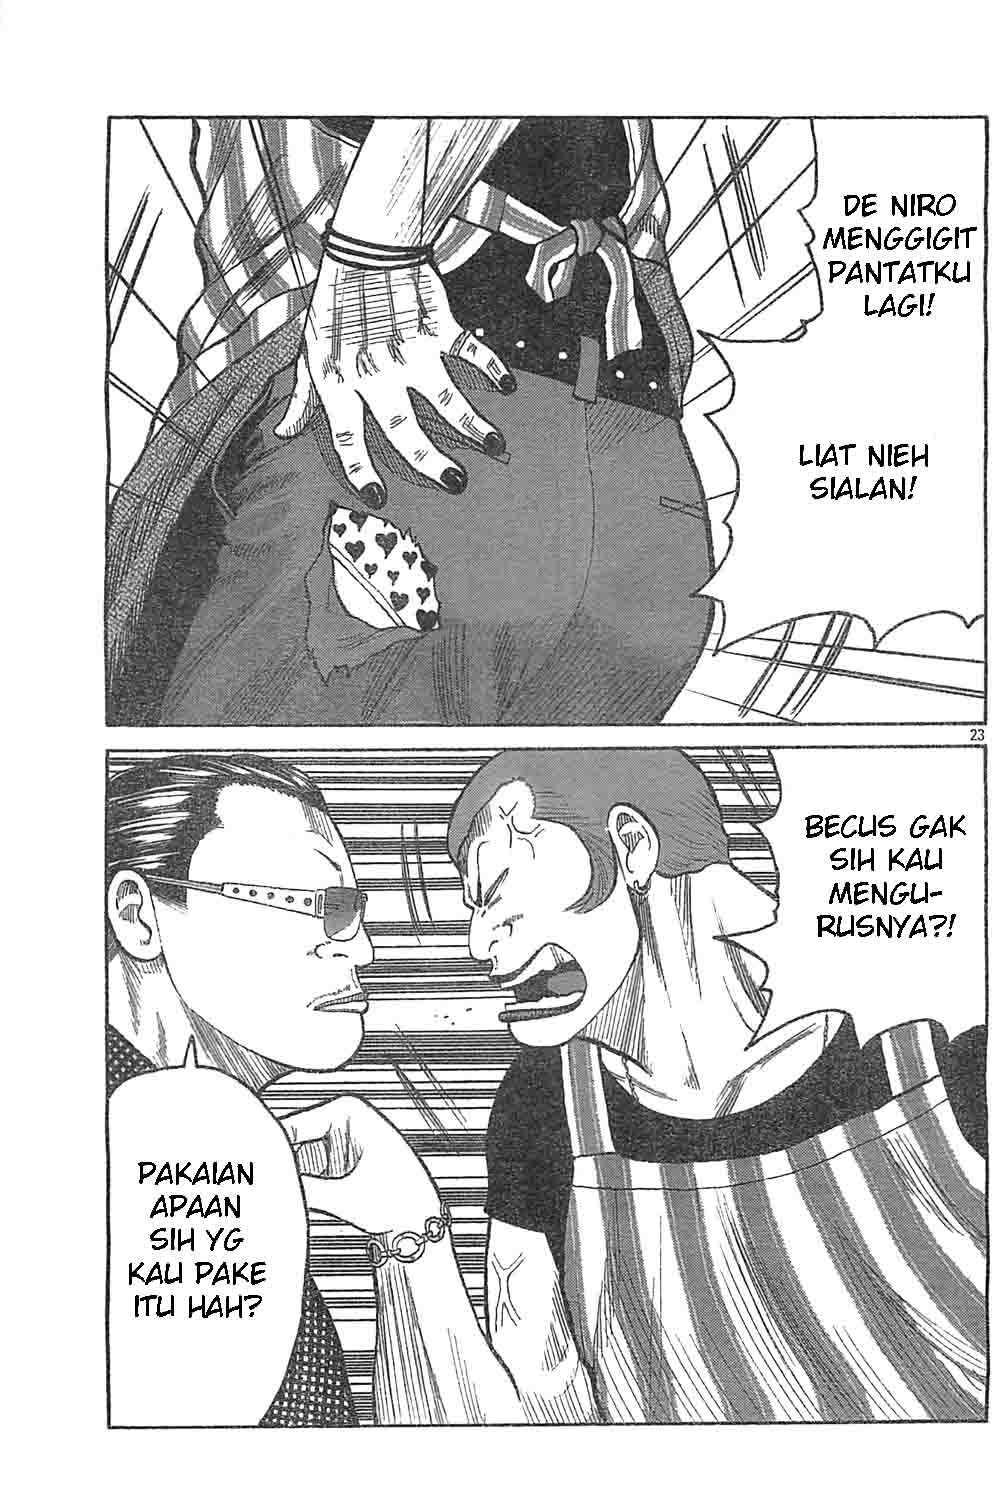 DE NIRO
MENGGIGIT
PANTATKU
LAGI!
LIAT NIEH
SIALAN!
23
BECUS GAK
SIH KAU
MENGU-
RUSNYA?!
PAKAIAN
APAAN
SIH YG
KAU PAKE
ITU HAH?